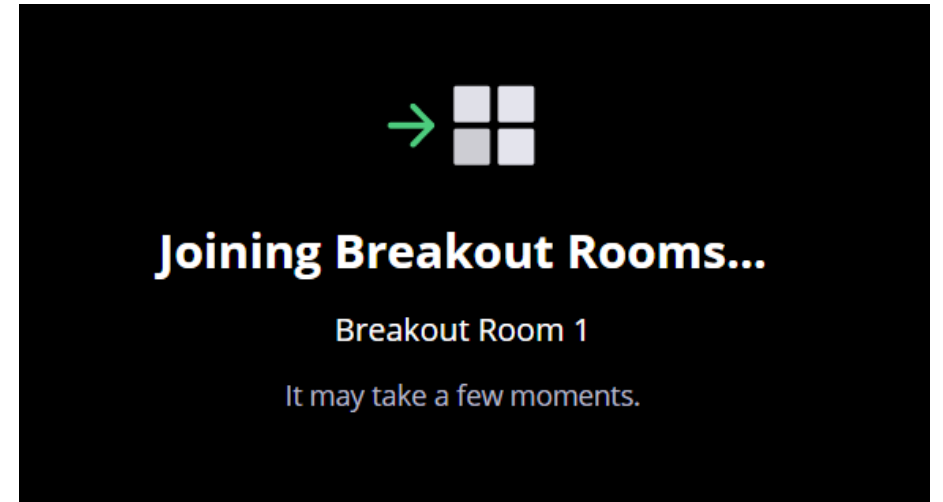 Joining Breakout Rooms...
Breakout Room 1
It may take a few moments.